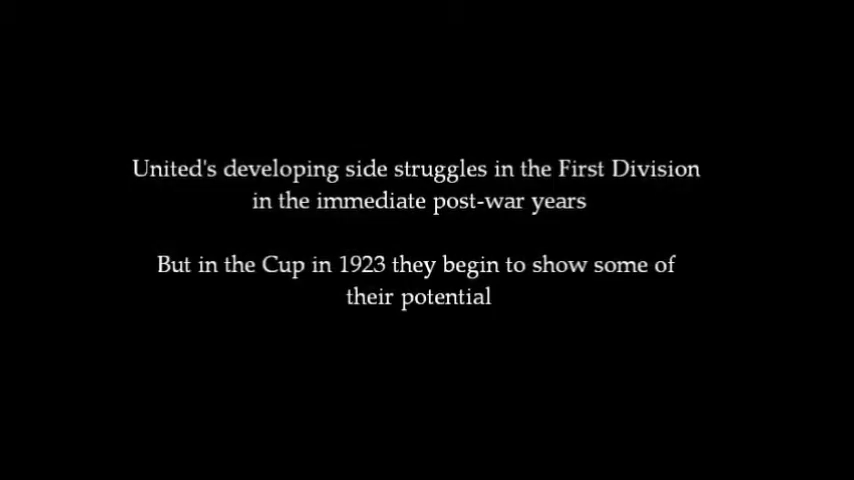 United's developing side struggles in the First Division
in the immediate post-war years
But in the Cup in 1923 they begin to show some of
their potential